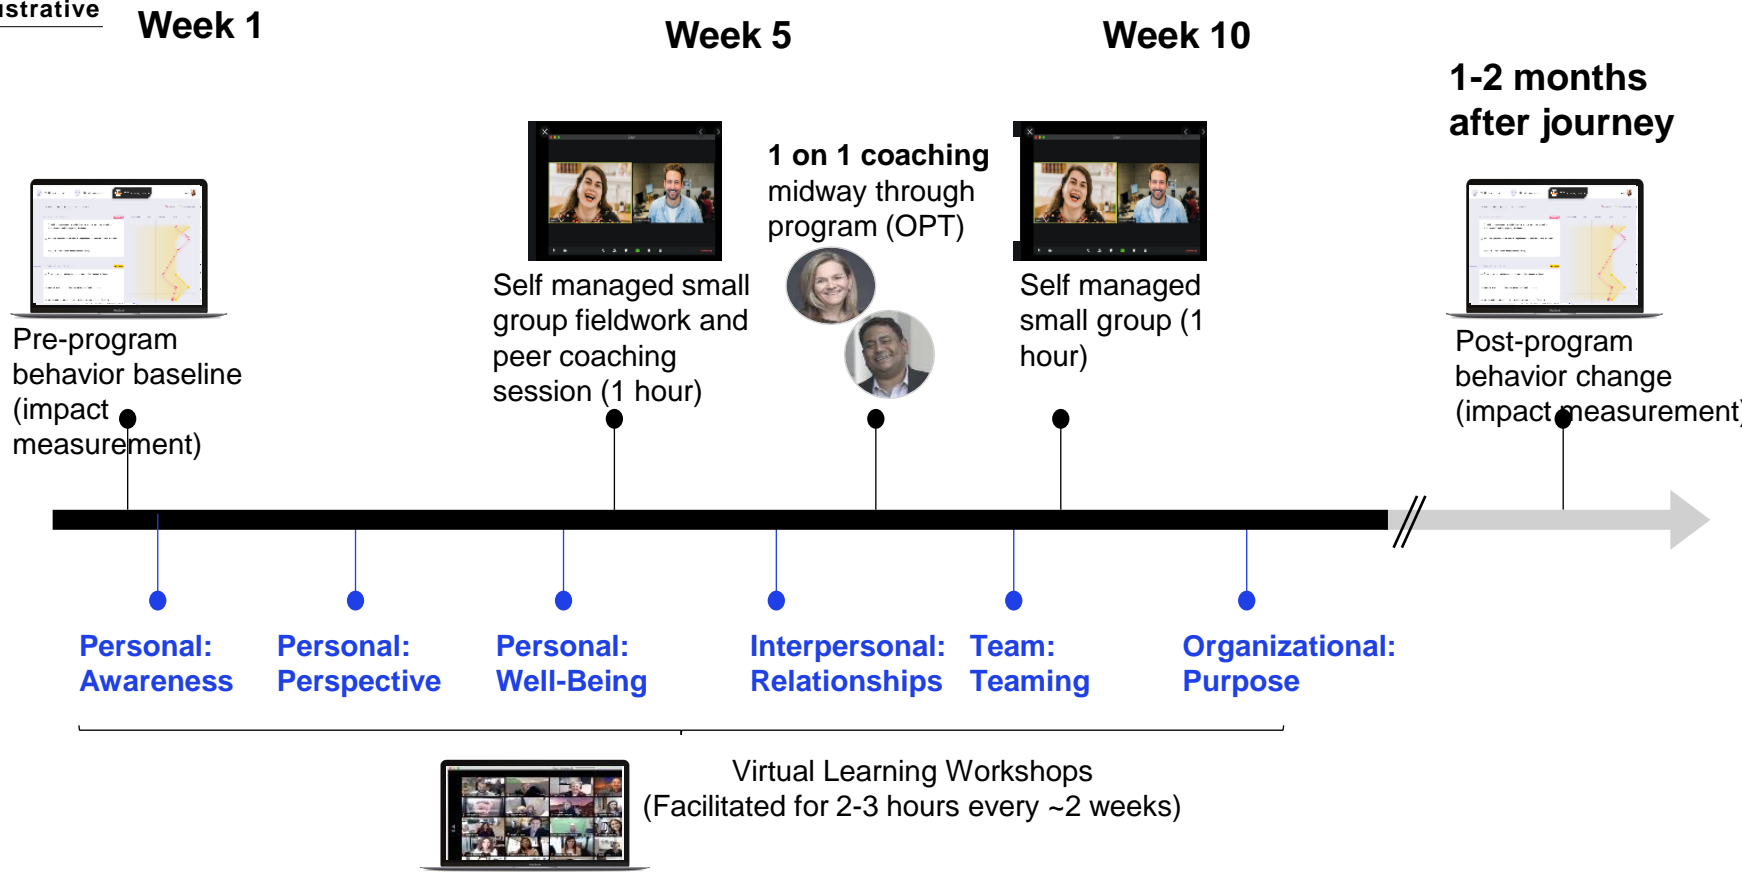 ustrative
Week 1
Week 5
Week 10
1-2 months
after journey
1 on 1 coaching
midway through
program (OPT)
Pre-program
behavior baseline
(impact
measurement)
Self managed small
group fieldwork and
peer coaching
session (1 hour)
Self managed
small group (1
hour)
Post-program
behavior change
(impact measurement)
Personal:
Awareness
Personal:
Perspective
Personal:
Well-Being
Interpersonal:
Relationships
Team:
Teaming
Organizational:
Purpose
Virtual Learning Workshops
(Facilitated for 2-3 hours every ~2 weeks)